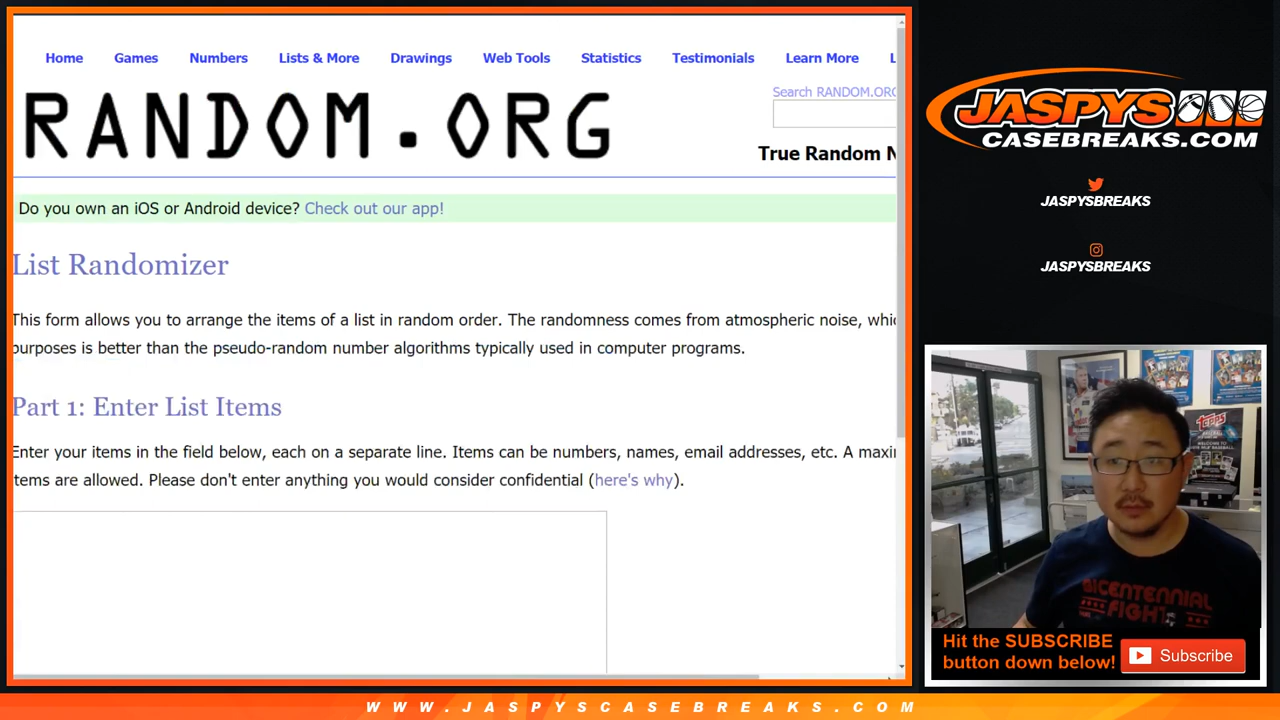 Home Games Numbers Lists & More Drawings Web Tools Statistics Testimonials Learn More L
Search RANDOM.ORG
RANDOM.ORG
True Random N
Do you own an iOS or Android device? Check out our app!
List Randomizer
This form allows you to arrange the items of a list in random order. The randomness comes from atmospheric noise, whic
purposes is better than the pseudo-random number algorithms typically used in computer programs.
Part 1: Enter List Items
Enter your items in the field below, each on a separate line. Items can be numbers, names, email addresses, etc. A maxi
tems are allowed. Please don't enter anything you would consider confidential (here's why).
JASPYS
CASEBREAKS.COM
JASPYSBREAKS
JASPYSBREAKS
TOPPS
BICENTENNIAL
FIGHT
Hit the SUBSCRIBE
button down below!
Subscribe
WWW.JASPYSCASEBREAKS.COM